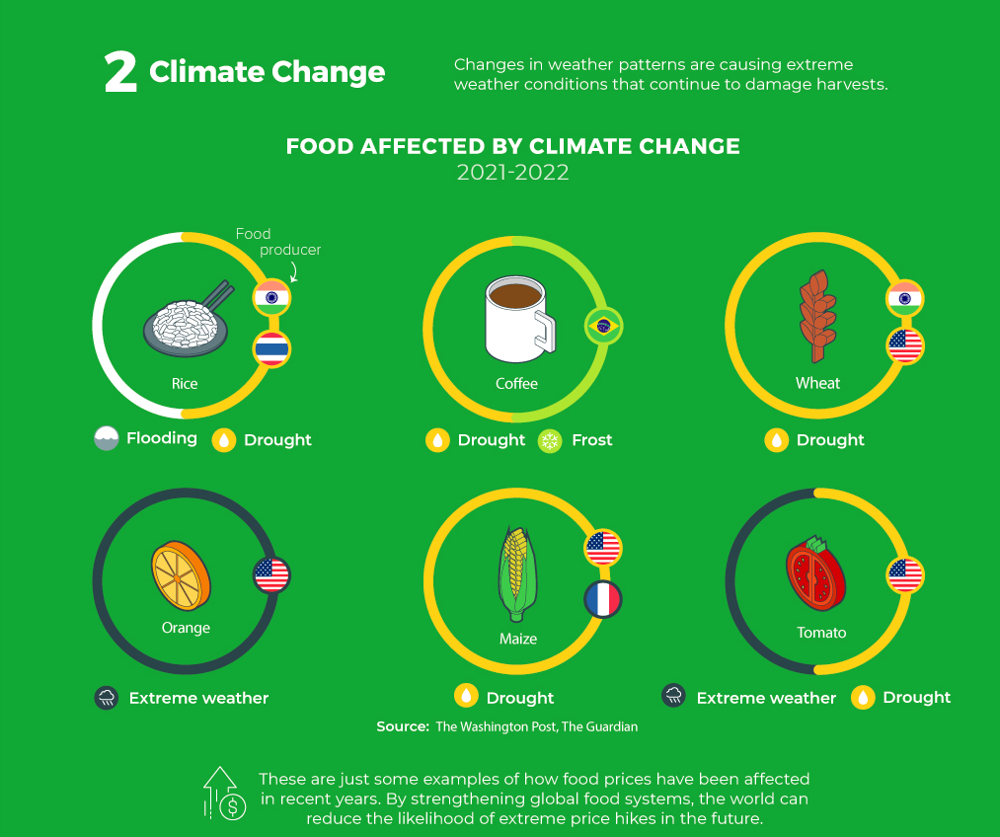 2 Climate Change
Changes in weather patterns are causing extreme
weather conditions that continue to damage harvests.
FOOD AFFECTED BY CLIMATE CHANGE
2021-2022
Food
producer
Rice
Flooding
Drought
Coffee
Drought
Frost
Wheat
Drought
Orange
Extreme weather
Maize
Drought
Tomato
Extreme weather
Drought
Source: The Washington Post, The Guardian
$
These are just some examples of how food prices have been affected
in recent years. By strengthening global food systems, the world can
reduce the likelihood of extreme price hikes in the future.